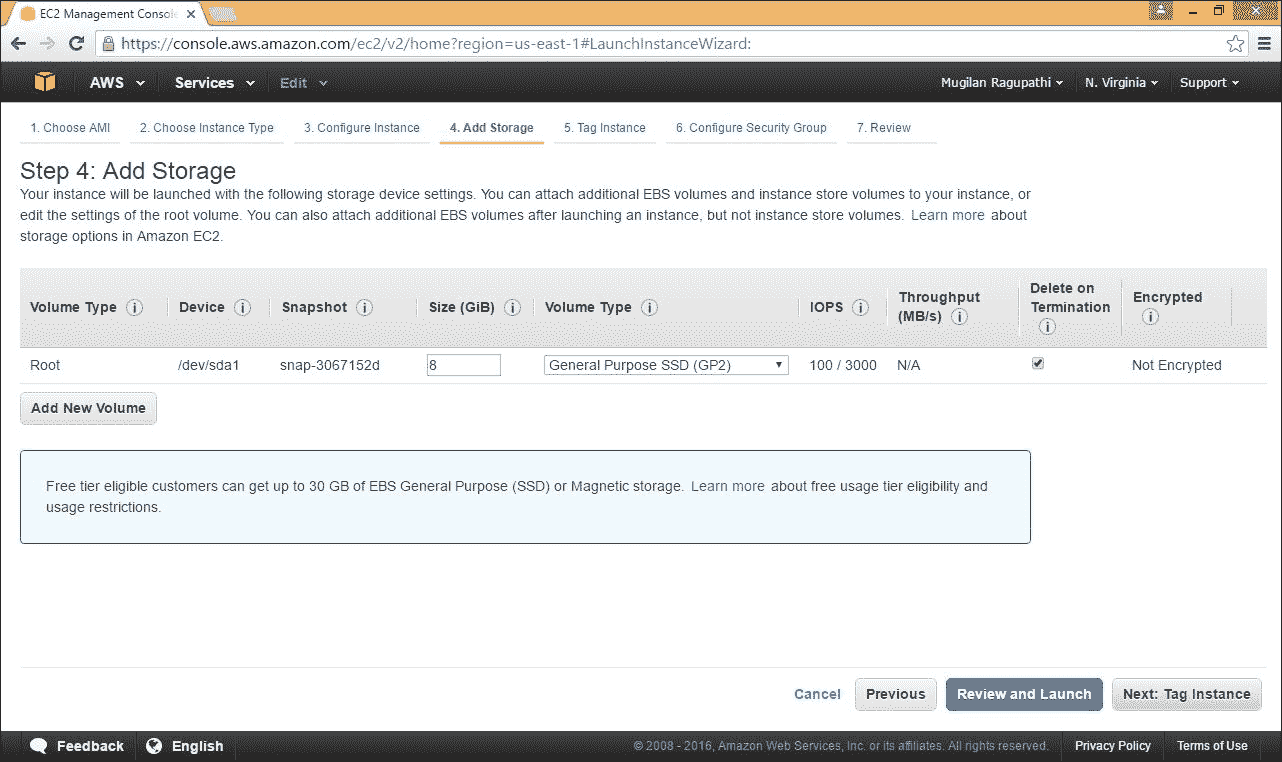 EC2 Management Console
https://console.aws.amazon.com/ec2/v2/home?region=us-east-1#LaunchInstanceWizard:
AWS Services Edit Mugilan Ragupathi N. Virginia Support
1. Choose AMI 2. Choose Instance Type 3. Configure Instance 4. Add Storage 5. Tag Instance 6. Configure Security Group 7. Review
Step 4: Add Storage
Your instance will be launched with the following storage device settings. You can attach additional EBS volumes and instance store volumes to your instance, or
edit the settings of the root volume. You can also attach additional EBS volumes after launching an instance, but not instance store volumes. Learn more about
storage options in Amazon EC2.
Volume Type i Device i Snapshot i Size (GiB) i Volume Type i IOPS i Throughput (MB/s) i Delete on Termination i Encrypted i
Root /dev/sda1 snap-3067152d 8 General Purpose SSD (GP2) 100 / 3000 N/A Not Encrypted
Add New Volume
Free tier eligible customers can get up to 30 GB of EBS General Purpose (SSD) or Magnetic storage. Learn more about free usage tier eligibility and
usage restrictions.
Cancel Previous Review and Launch Next: Tag Instance
Feedback English © 2008 - 2016, Amazon Web Services, Inc. or its affiliates. All rights reserved. Privacy Policy Terms of Use